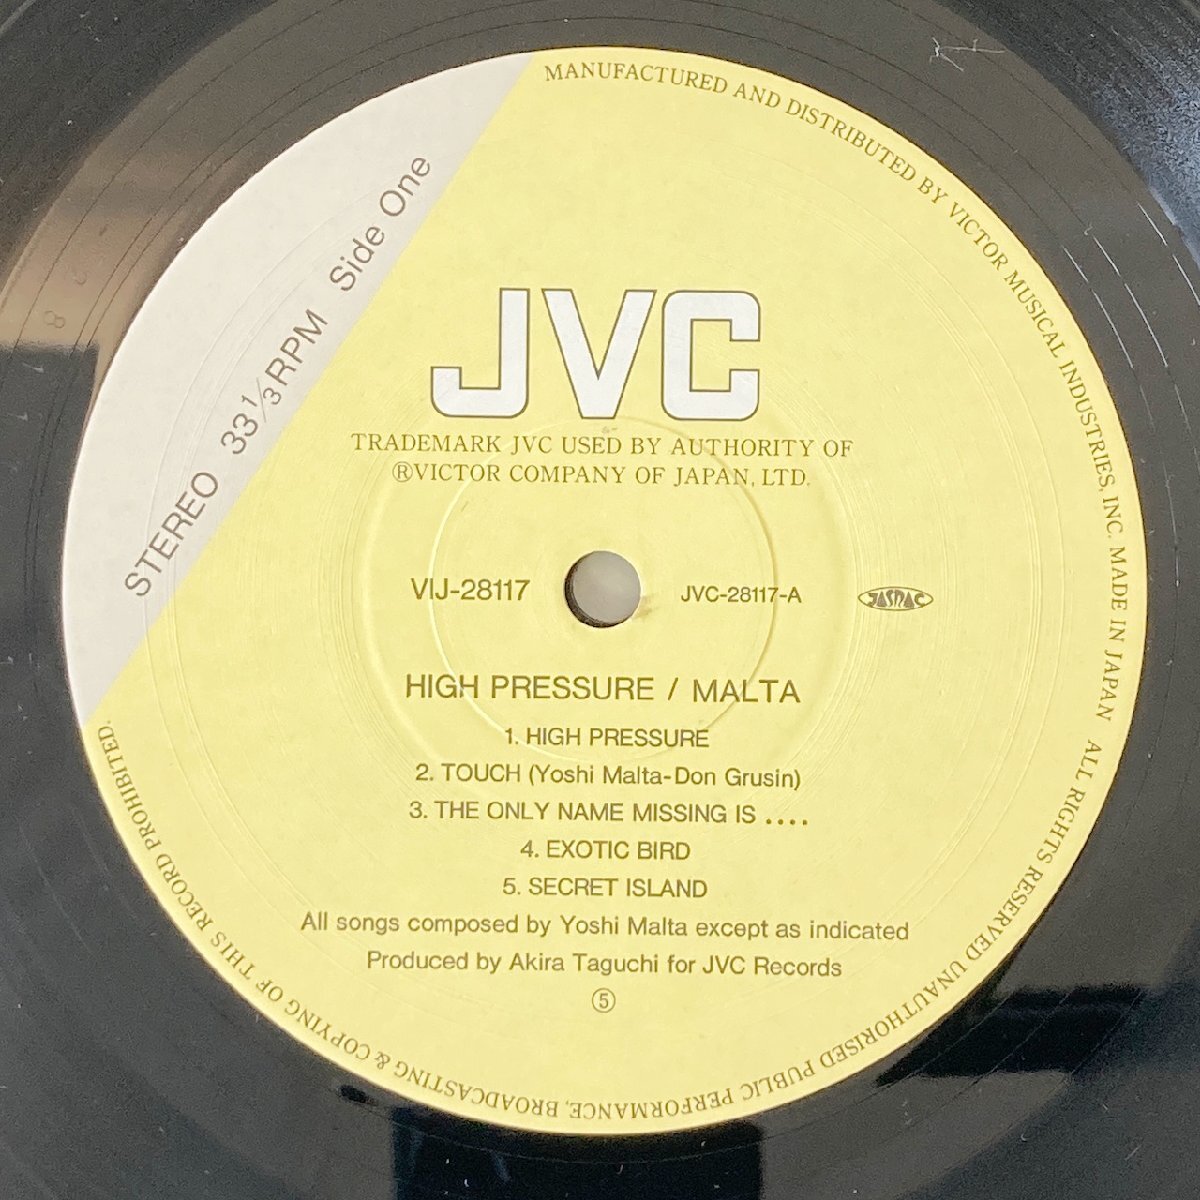 MANUFACTURED AND DISTRIBUTED BY VICTOR MUSICAL INDUSTRIES, INC. MADE IN JAPAN ALL RIGHTS RESERVED UNAUTHORISED PUBLIC PERFORMANCE, BROADCASTING & COPYING OF THIS RECORD PROHIBITED.
STEREO 33⅓RPM Side One
JVC
TRADEMARK JVC USED BY AUTHORITY OF
ⓇVICTOR COMPANY OF JAPAN, LTD.
VIJ-28117 JVC-28117-A JASRAC
HIGH PRESSURE / MALTA
1. HIGH PRESSURE
2. TOUCH (Yoshi Malta-Don Grusin)
3. THE ONLY NAME MISSING IS ....
4. EXOTIC BIRD
5. SECRET ISLAND
All songs composed by Yoshi Malta except as indicated
Produced by Akira Taguchi for JVC Records
⑤